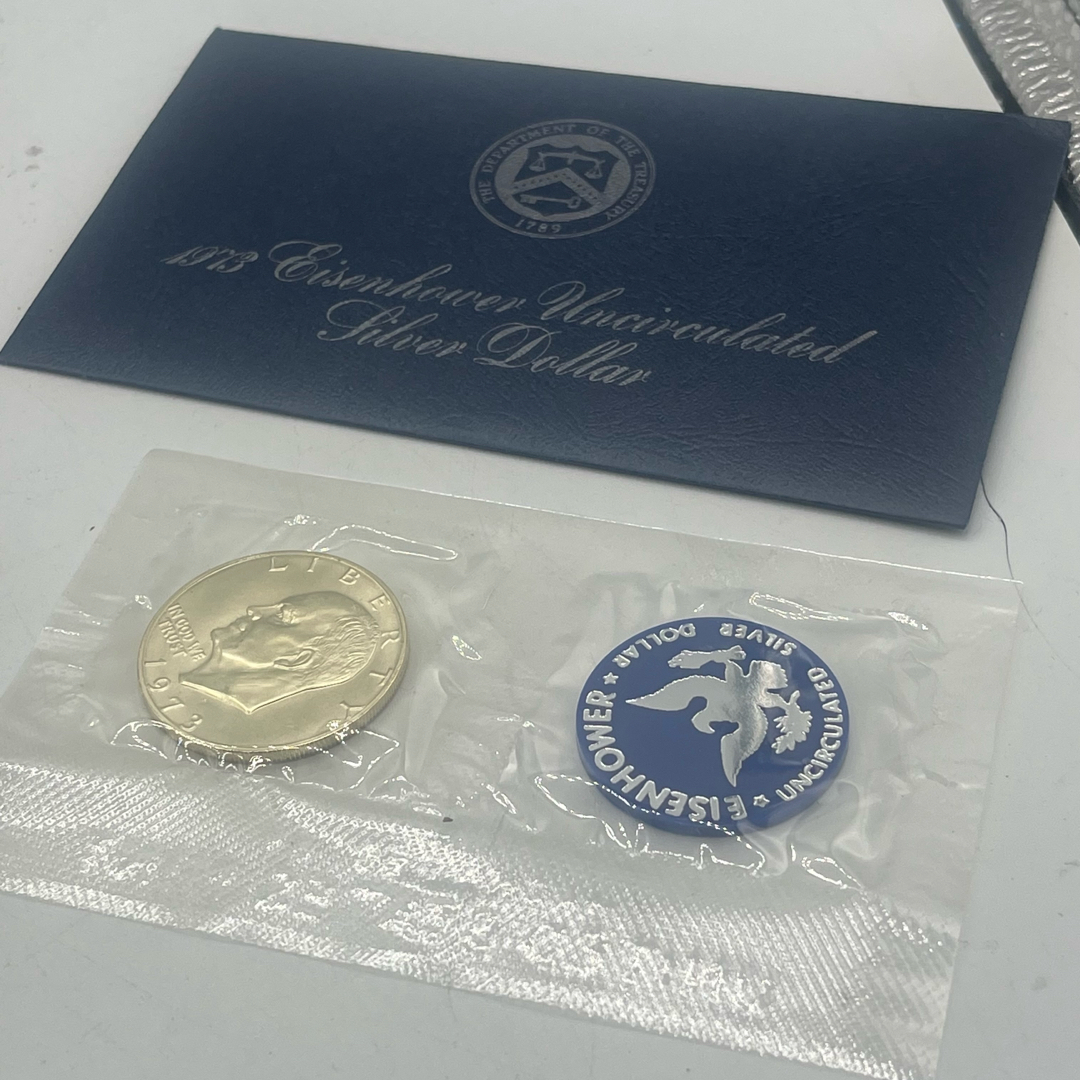 THE DEPARTMENT OF THE TREASURY
1789
1973 Eisenhower Uncirculated
Silver Dollar
LIBERTY
IN GOD WE
TRUST
1973
EISENHOWER
★ UNCIRCULATED SILVER DOLLAR ★